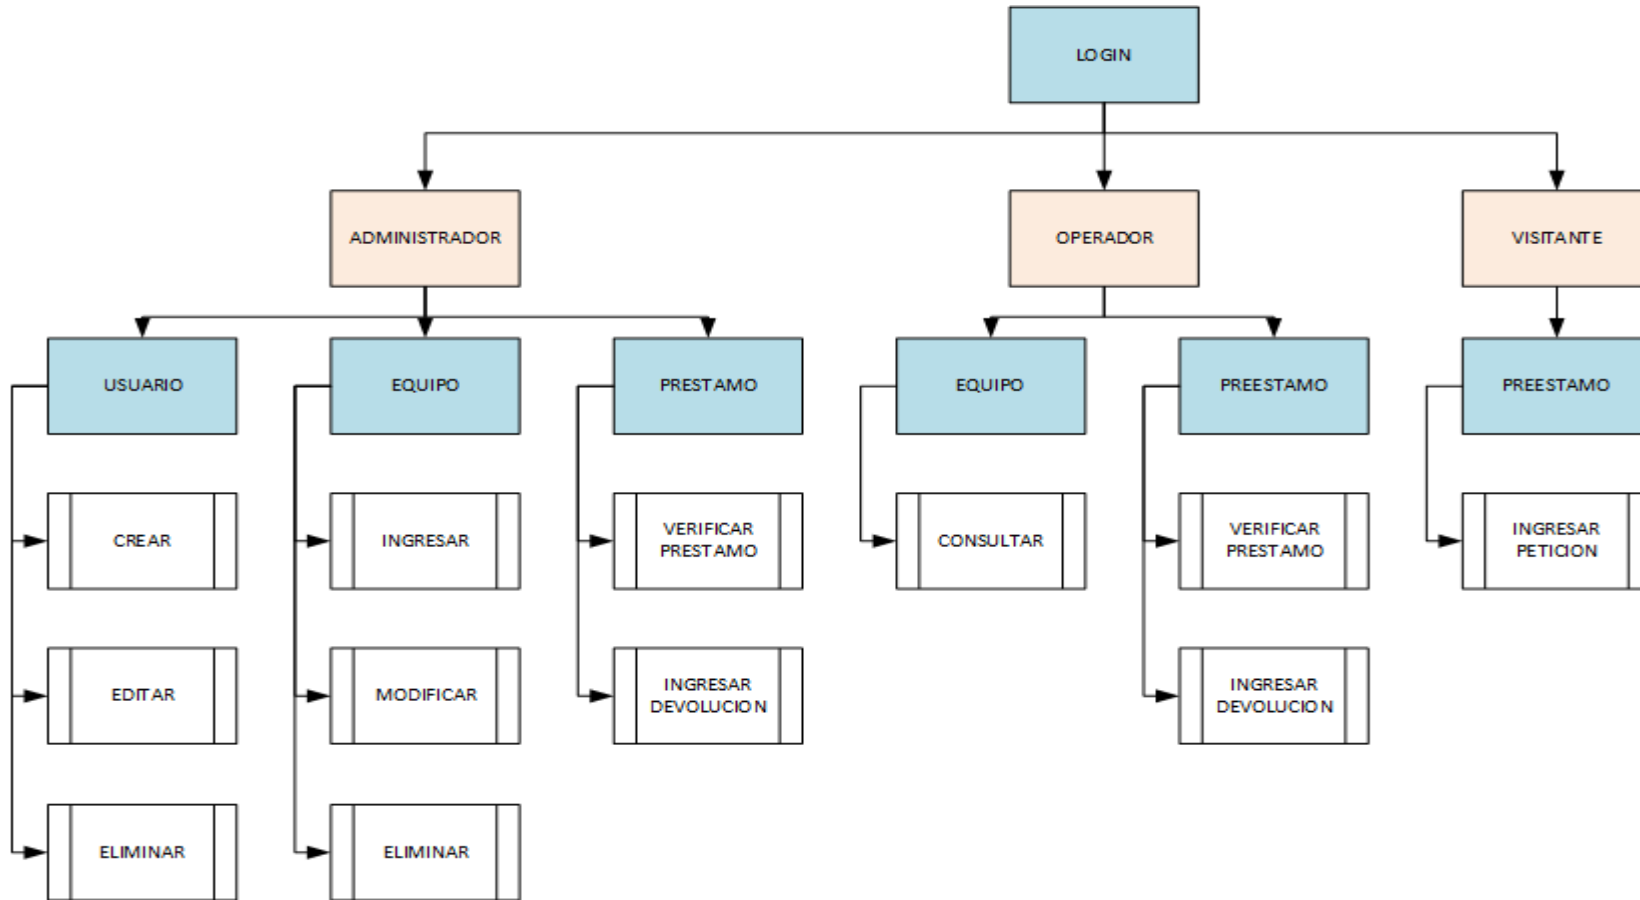 LOGIN
ADMINISTRADOR
OPERADOR
VISITANTE
USUARIO
EQUIPO
PRESTAMO
EQUIPO
PREESTAMO
PREESTAMO
CREAR
INGRESAR
VERIFICAR
PRESTAMO
CONSULTAR
VERIFICAR
PRESTAMO
INGRESAR
PETICION
EDITAR
MODIFICAR
INGRESAR
DEVOLUCION
INGRESAR
DEVOLUCION
ELIMINAR
ELIMINAR